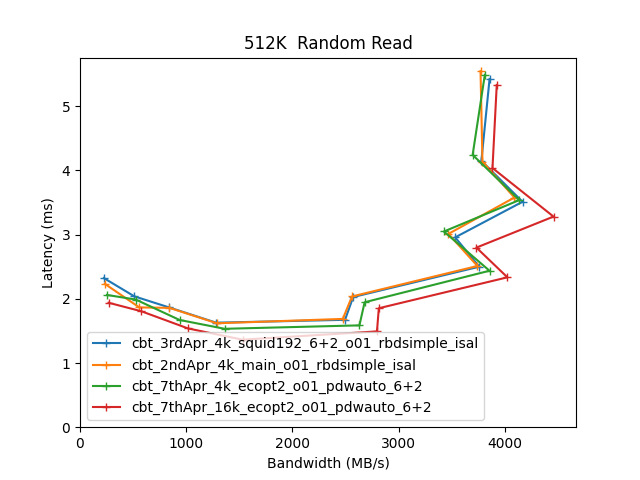 512K  Random Read
Latency (ms)
5
4
3
2
1
0
cbt_3rdApr_4k_squid192_6+2_o01_rbdsimple_isal
cbt_2ndApr_4k_main_o01_rbdsimple_isal
cbt_7thApr_4k_ecopt2_o01_pdwauto_6+2
cbt_7thApr_16k_ecopt2_o01_pdwauto_6+2
0 1000 2000 3000 4000
Bandwidth (MB/s)